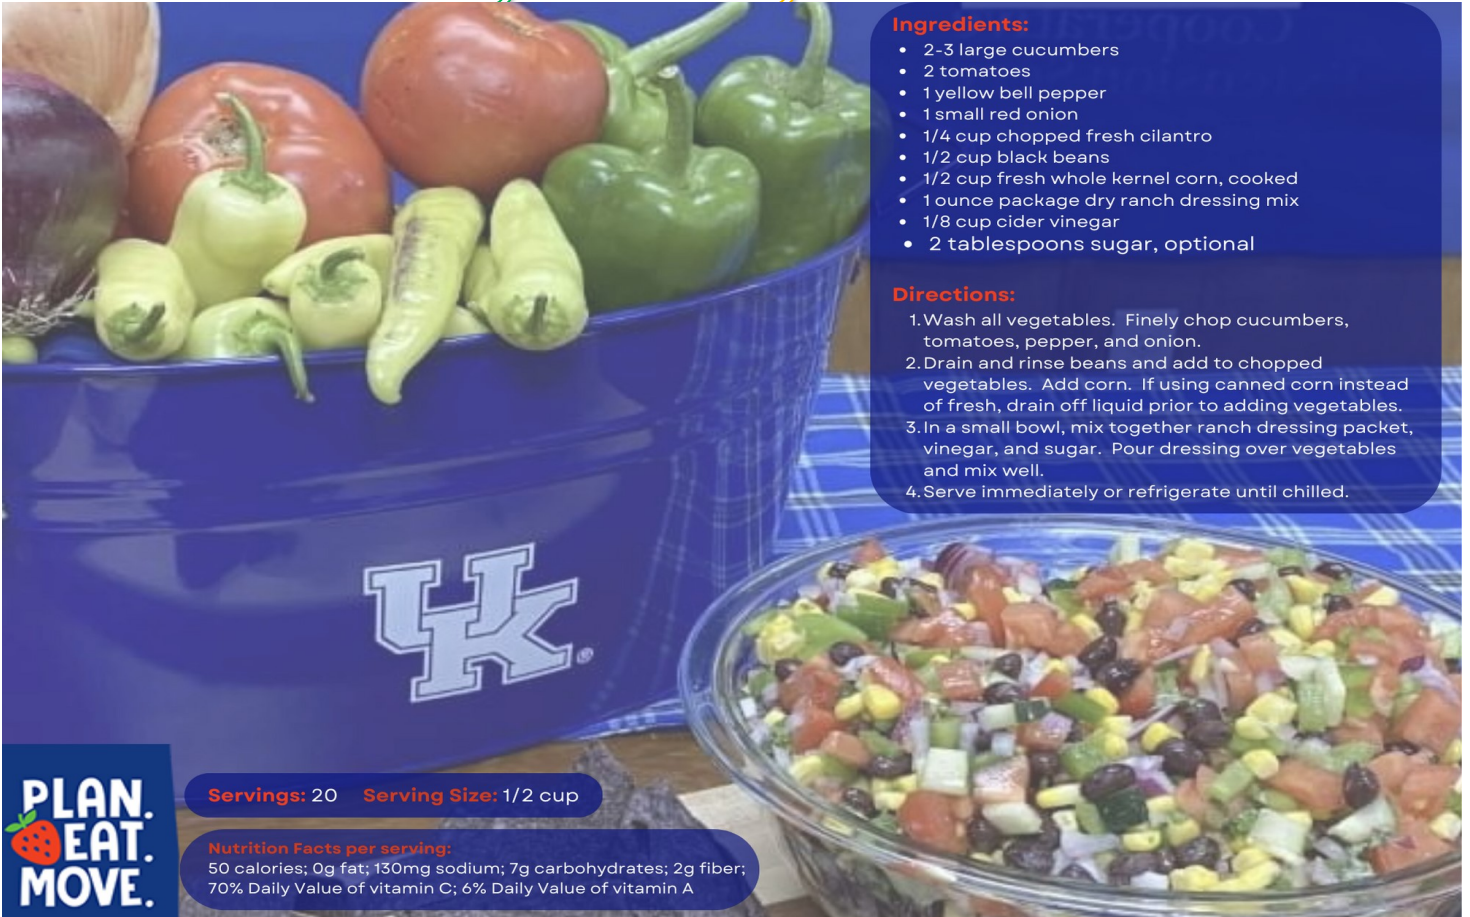 Ingredients:
• 2-3 large cucumbers
• 2 tomatoes
• 1 yellow bell pepper
• 1 small red onion
• 1/4 cup chopped fresh cilantro
• 1/2 cup black beans
• 1/2 cup fresh whole kernel corn, cooked
• 1 ounce package dry ranch dressing mix
• 1/8 cup cider vinegar
• 2 tablespoons sugar, optional
Directions:
1. Wash all vegetables. Finely chop cucumbers,
tomatoes, pepper, and onion.
2. Drain and rinse beans and add to chopped
vegetables. Add corn. If using canned corn instead
of fresh, drain off liquid prior to adding vegetables.
3. In a small bowl, mix together ranch dressing packet,
vinegar, and sugar. Pour dressing over vegetables
and mix well.
4. Serve immediately or refrigerate until chilled.
UK®
PLAN.
EAT.
MOVE.
Servings: 20 Serving Size: 1/2 cup
Nutrition Facts per serving:
50 calories; 0g fat; 130mg sodium; 7g carbohydrates; 2g fiber;
70% Daily Value of vitamin C; 6% Daily Value of vitamin A